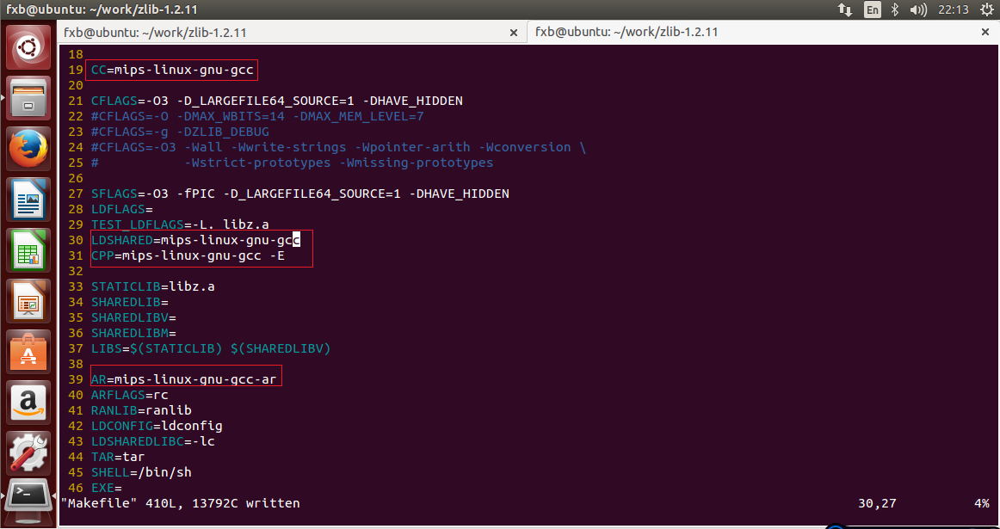 fxb@ubuntu: ~/work/zlib-1.2.11
En
22:13
fxb@ubuntu: ~/work/zlib-1.2.11 ×
fxb@ubuntu: ~/work/zlib-1.2.11 ×
18
19 CC=mips-linux-gnu-gcc
20
21 CFLAGS=-O3 -D_LARGEFILE64_SOURCE=1 -DHAVE_HIDDEN
22 #CFLAGS=-O -DMAX_WBITS=14 -DMAX_MEM_LEVEL=7
23 #CFLAGS=-g -DZLIB_DEBUG
24 #CFLAGS=-O3 -Wall -Wwrite-strings -Wpointer-arith -Wconversion \
25 #           -Wstrict-prototypes -Wmissing-prototypes
26
27 SFLAGS=-O3 -fPIC -D_LARGEFILE64_SOURCE=1 -DHAVE_HIDDEN
28 LDFLAGS=
29 TEST_LDFLAGS=-L. libz.a
30 LDSHARED=mips-linux-gnu-gcc
31 CPP=mips-linux-gnu-gcc -E
32
33 STATICLIB=libz.a
34 SHAREDLIB=
35 SHAREDLIBV=
36 SHAREDLIBM=
37 LIBS=$(STATICLIB) $(SHAREDLIBV)
38
39 AR=mips-linux-gnu-gcc-ar
40 ARFLAGS=rc
41 RANLIB=ranlib
42 LDCONFIG=ldconfig
43 LDSHAREDLIBC=-lc
44 TAR=tar
45 SHELL=/bin/sh
46 EXE=
"Makefile" 410L, 13792C written 30,27 4%